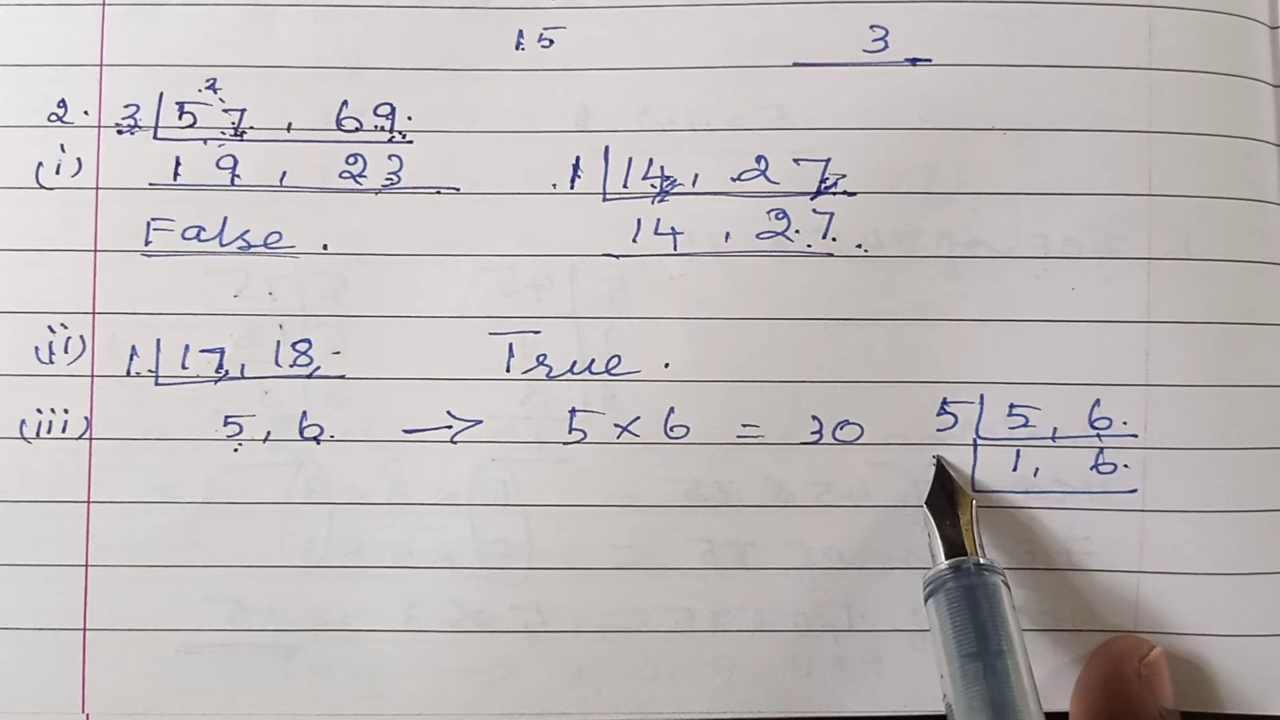 15 3
2. 3 57, 69.
2
(i) 19, 23 1 14, 27
False. 14, 27.
(ii) 1 17, 18, True.
(iii) 5, 6. → 5 × 6 = 30 5 5, 6.
1, 6.